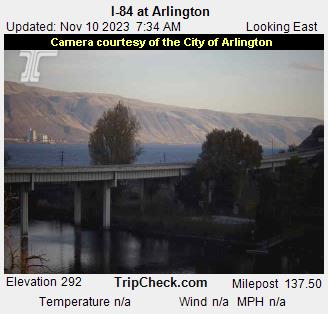 I-84 at Arlington
Updated: Nov 10 2023 7:34 AM Looking East
Camera courtesy of the City of Arlington
Elevation 292 TripCheck.com Milepost 137.50
Temperature n/a Wind n/a MPH n/a